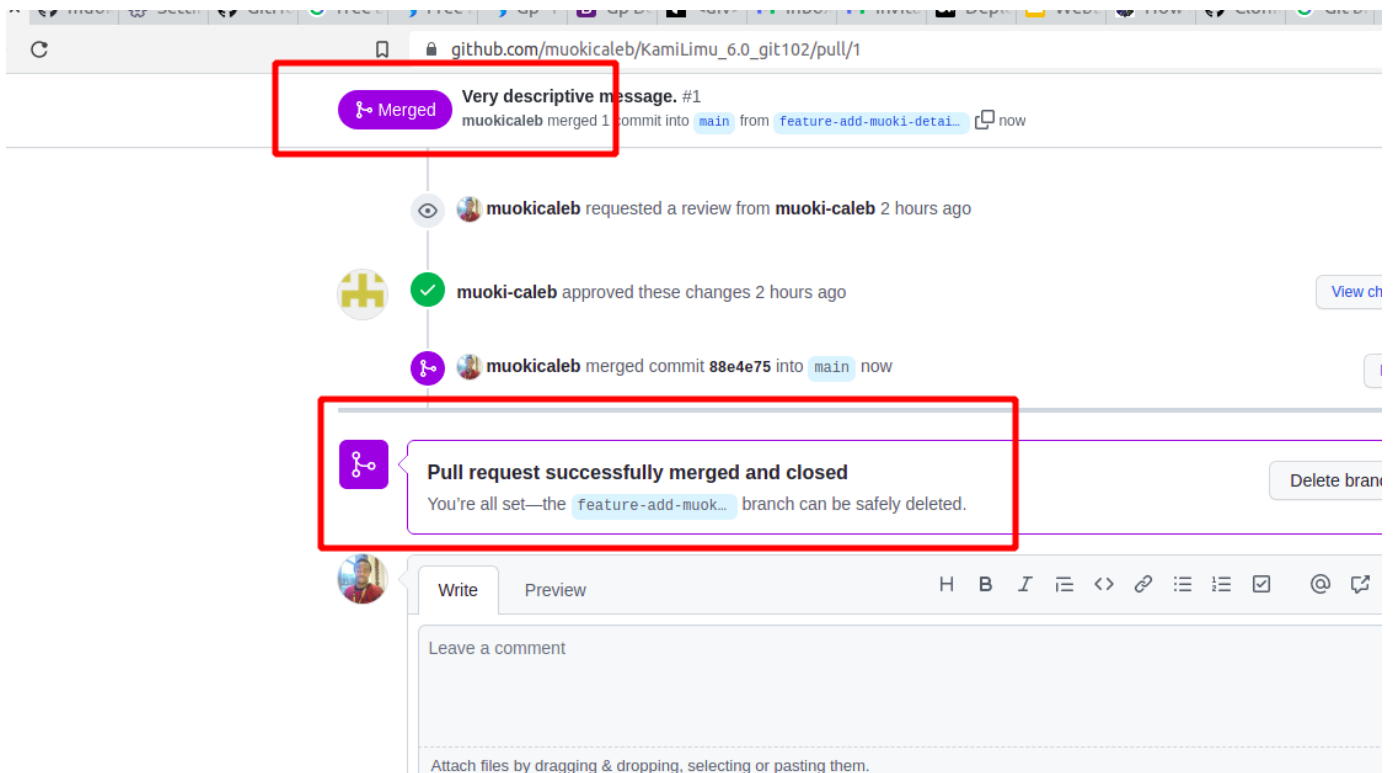 github.com/muokicaleb/KamiLimu_6.0_git102/pull/1
Merged
Very descriptive message. #1
muokicaleb merged 1 commit into main from feature-add-muoki-detai… now
muokicaleb requested a review from muoki-caleb 2 hours ago
muoki-caleb approved these changes 2 hours ago
View ch
muokicaleb merged commit 88e4e75 into main now
Pull request successfully merged and closed
You’re all set—the feature-add-muok… branch can be safely deleted.
Delete branc
Write Preview
H B I
Leave a comment
Attach files by dragging & dropping, selecting or pasting them.